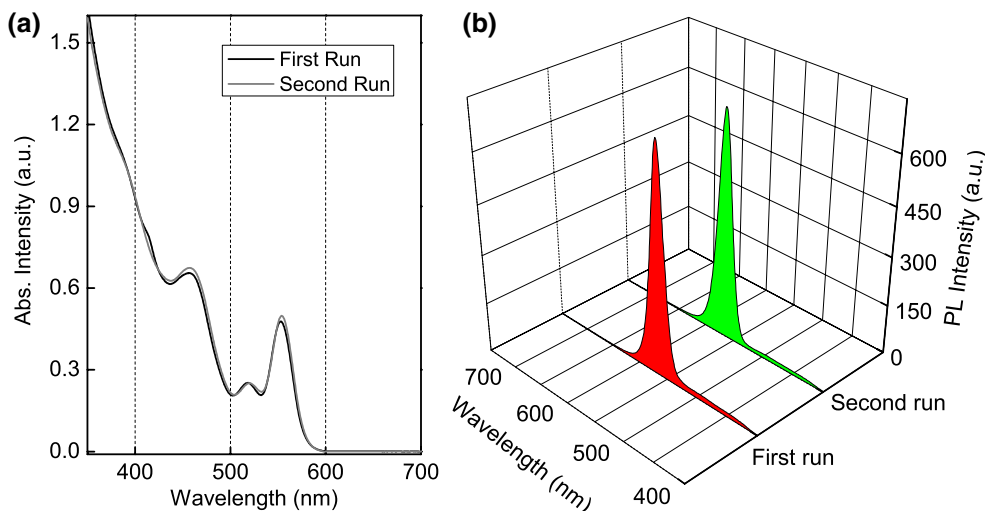 (a)
1.5
1.2
0.9
0.6
0.3
0.0
Abs. Intensity (a.u.)
First Run
Second Run
400
500
600
700
Wavelength (nm)
(b)
600
450
300
150
0
PL Intensity (a.u.)
700
600
500
400
Wavelength (nm)
Second run
First run